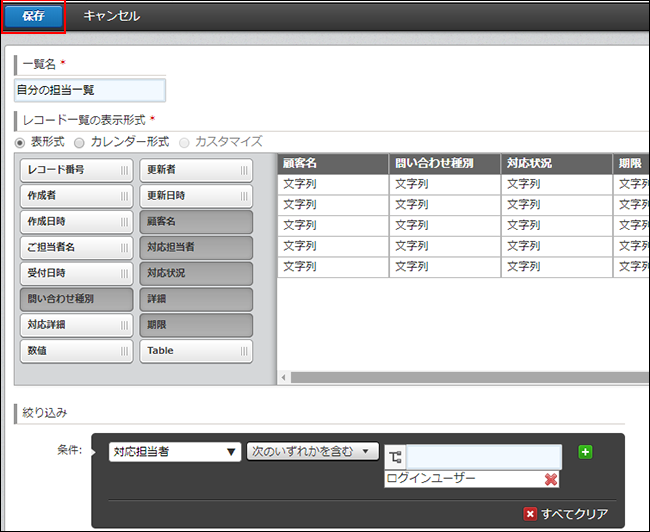 保存 キャンセル
一覧名 *
自分の担当一覧
レコード一覧の表示形式 *
表形式 カレンダー形式 カスタマイズ
レコード番号 更新者
作成者 更新日時
作成日時 顧客名
ご担当者名 対応担当者
受付日時 対応状況
問い合わせ種別 詳細
対応詳細 期限
数値 Table
顧客名 問い合わせ種別 対応状況 期限
文字列 文字列 文字列 文字列
文字列 文字列 文字列 文字列
文字列 文字列 文字列 文字列
文字列 文字列 文字列 文字列
文字列 文字列 文字列 文字列
絞り込み
条件: 対応担当者 次のいずれかを含む
ログインユーザー
すべてクリア